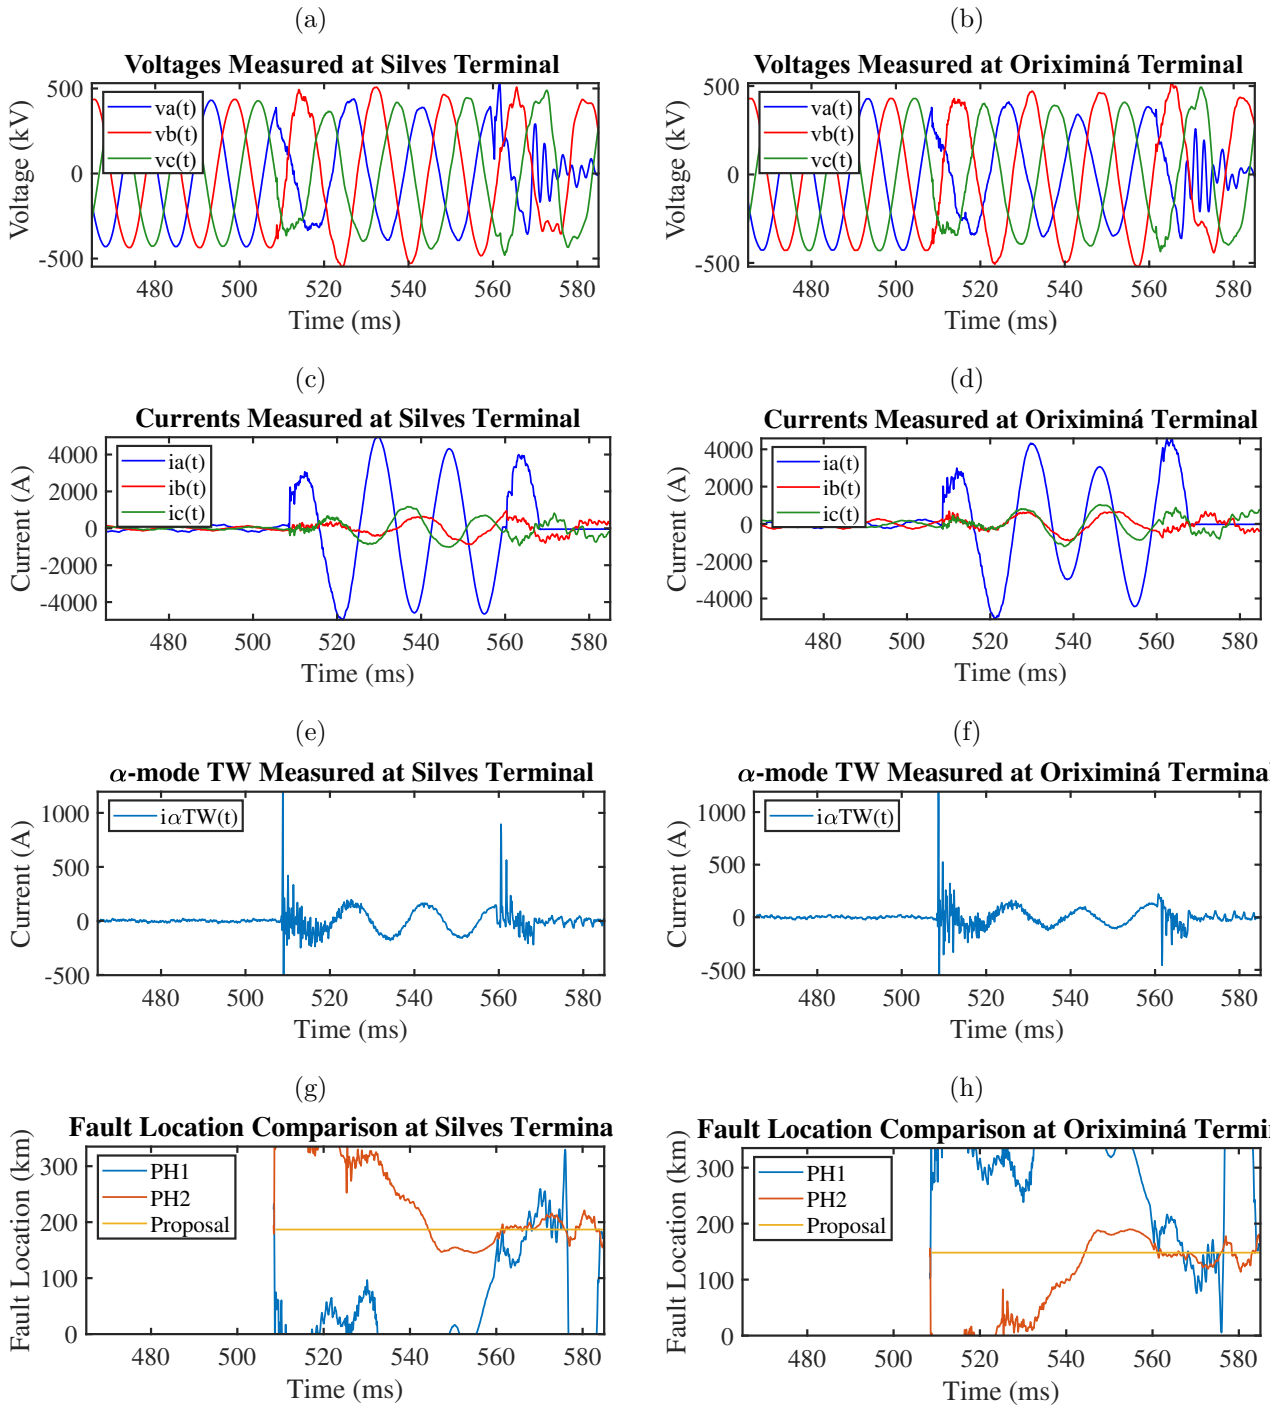 (a)
Voltages Measured at Silves Terminal
500
0
-500
Voltage (kV)
va(t)
vb(t)
vc(t)
480 500 520 540 560 580
Time (ms)
(b)
Voltages Measured at Oriximiná Terminal
500
0
-500
Voltage (kV)
va(t)
vb(t)
vc(t)
480 500 520 540 560 580
Time (ms)
(c)
Currents Measured at Silves Terminal
4000
2000
0
-2000
-4000
Current (A)
ia(t)
ib(t)
ic(t)
480 500 520 540 560 580
Time (ms)
(d)
Currents Measured at Oriximiná Terminal
4000
2000
0
-2000
-4000
Current (A)
ia(t)
ib(t)
ic(t)
480 500 520 540 560 580
Time (ms)
(e)
α-mode TW Measured at Silves Terminal
1000
500
0
-500
Current (A)
iαTW(t)
480 500 520 540 560 580
Time (ms)
(f)
α-mode TW Measured at Oriximiná Terminal
1000
500
0
-500
Current (A)
iαTW(t)
480 500 520 540 560 580
Time (ms)
(g)
Fault Location Comparison at Silves Termina
300
200
100
0
Fault Location (km)
PH1
PH2
Proposal
480 500 520 540 560 580
Time (ms)
(h)
Fault Location Comparison at Oriximiná Termin
300
200
100
0
Fault Location (km)
PH1
PH2
Proposal
480 500 520 540 560 580
Time (ms)